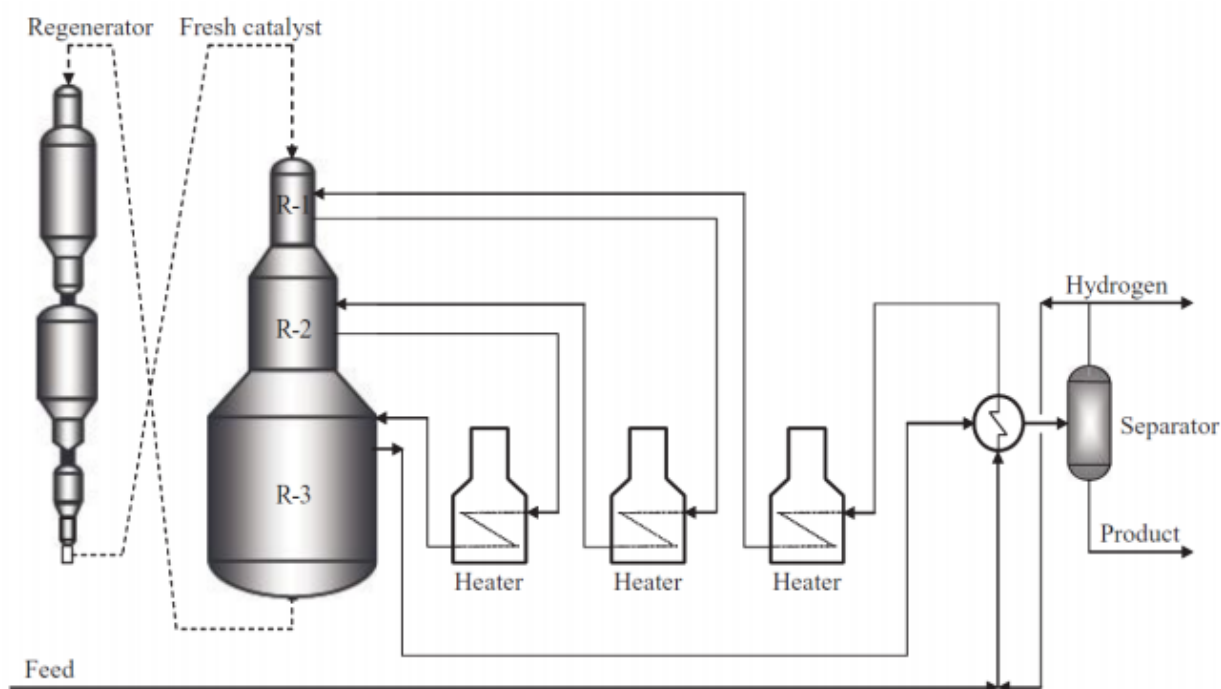 Regenerator
Fresh catalyst
R-1
R-2
R-3
Hydrogen
Separator
Product
Heater
Heater
Heater
Feed